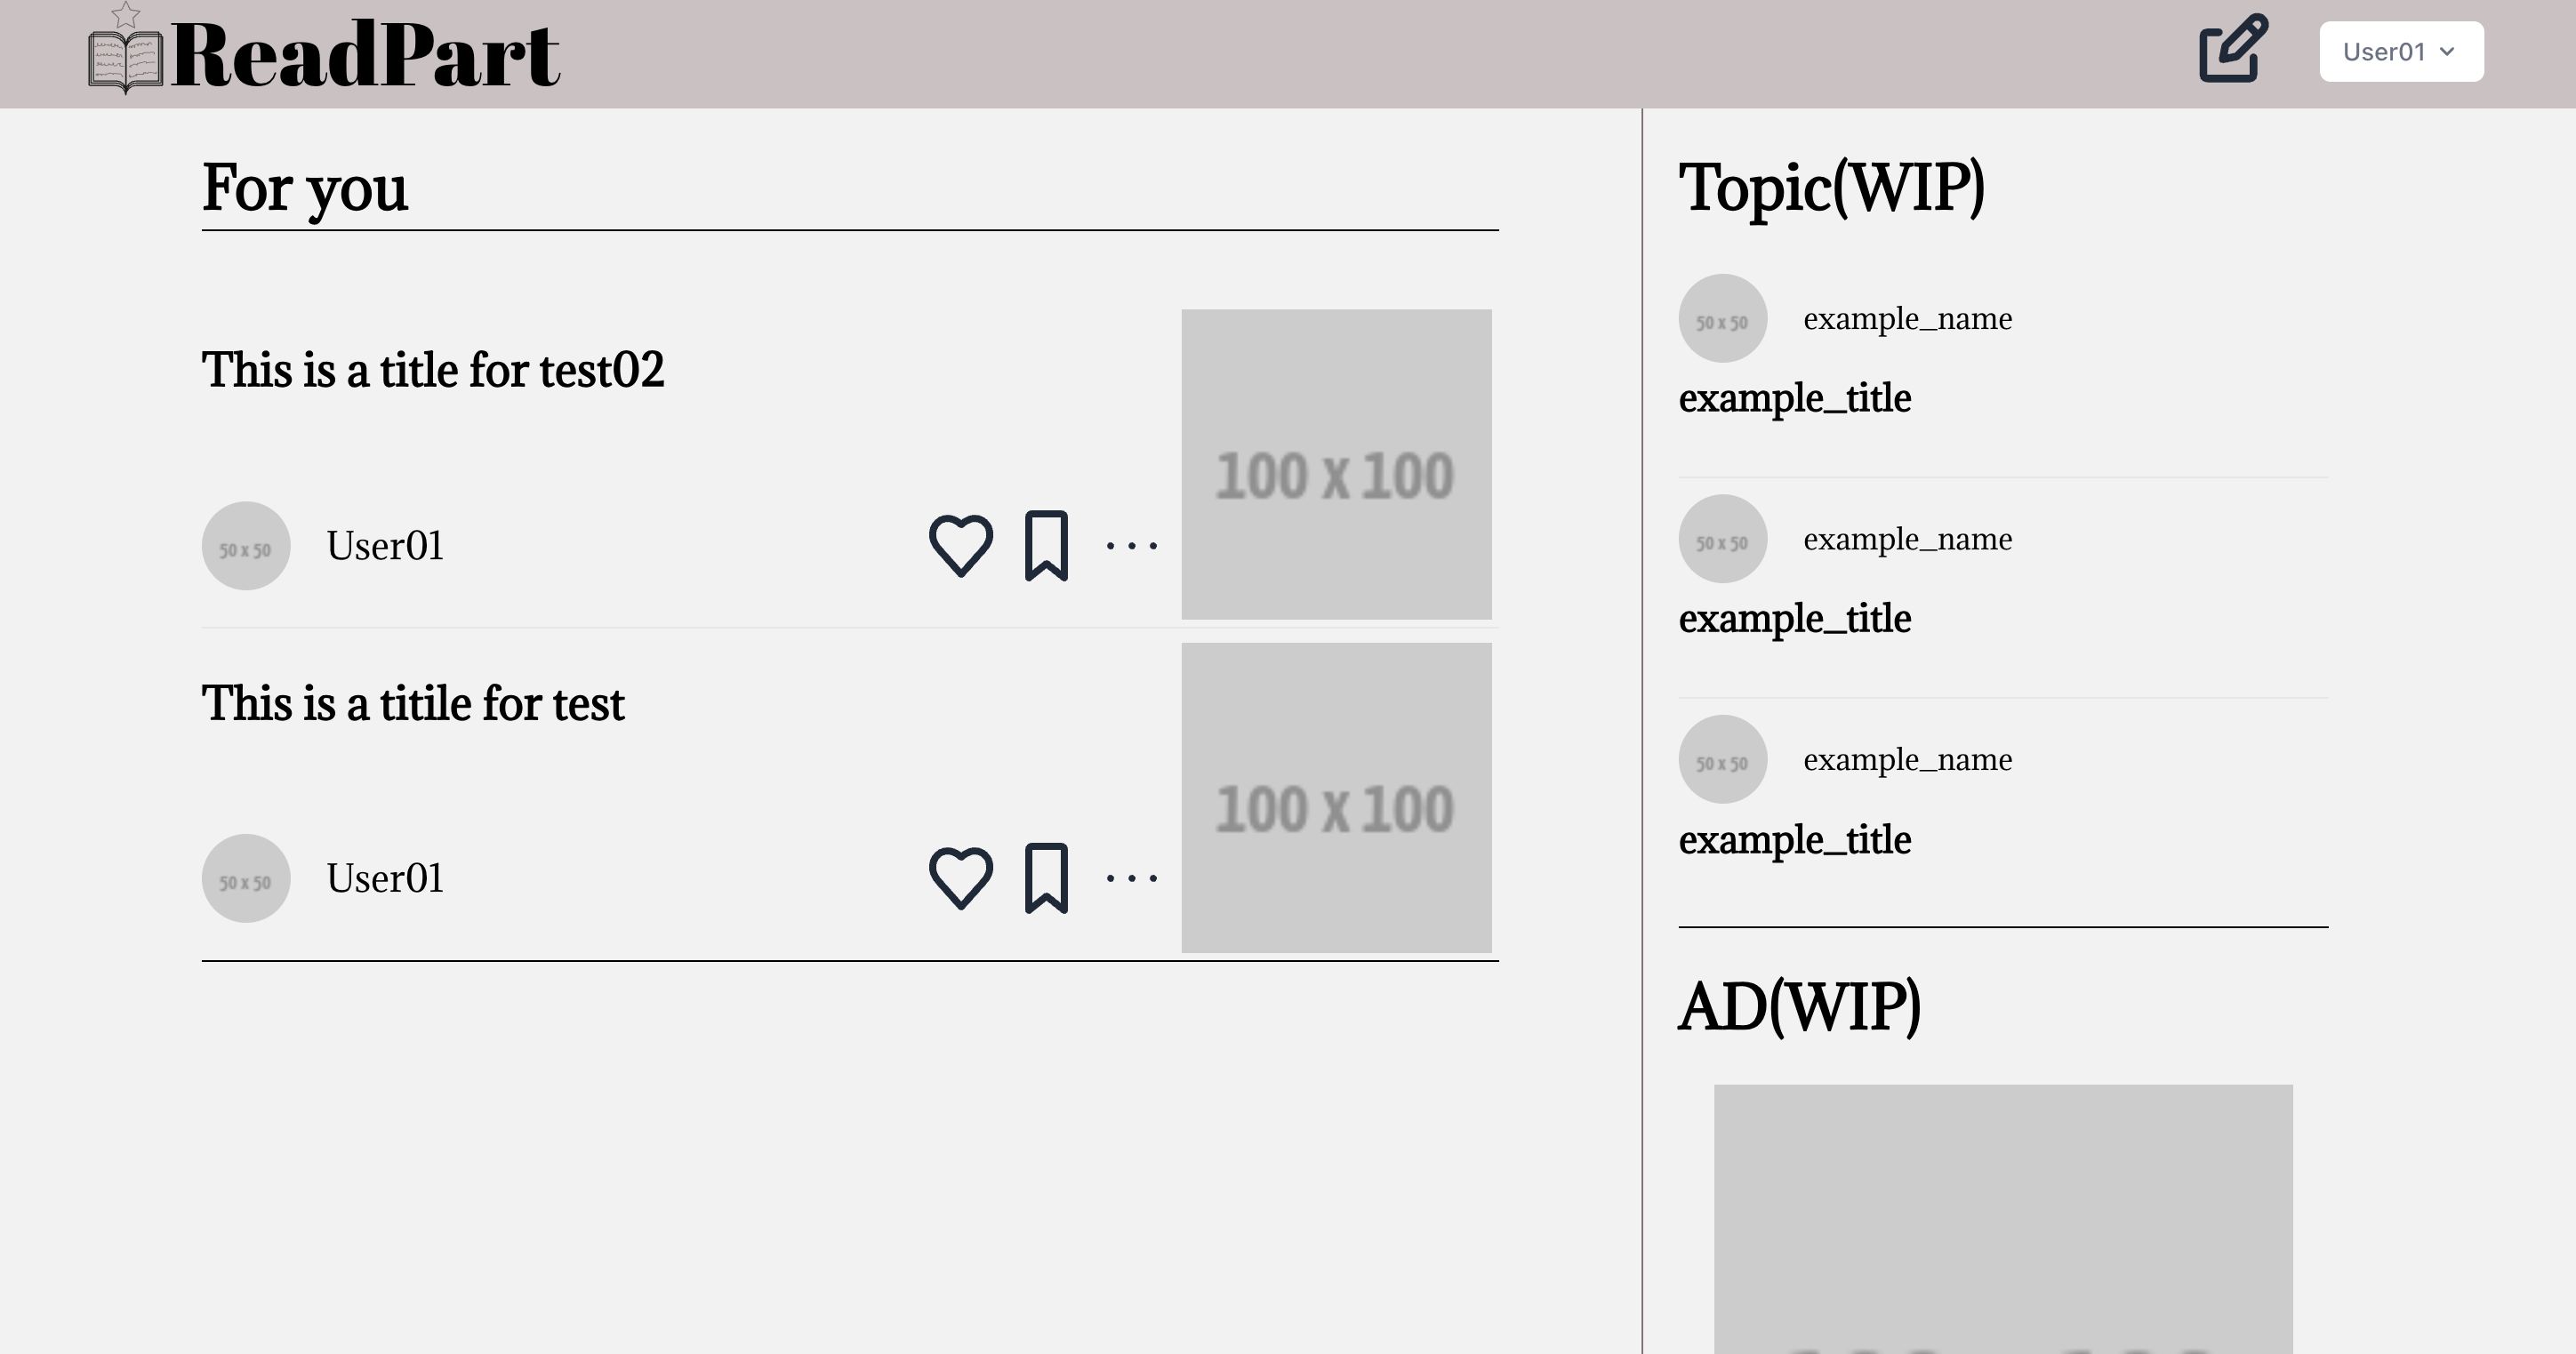 ReadPart
User01
For you
This is a title for test02
100 X 100
50 x 50
User01
...
This is a titile for test
100 X 100
50 x 50
User01
...
Topic(WIP)
50 x 50
example_name
example_title
50 x 50
example_name
example_title
50 x 50
example_name
example_title
AD(WIP)